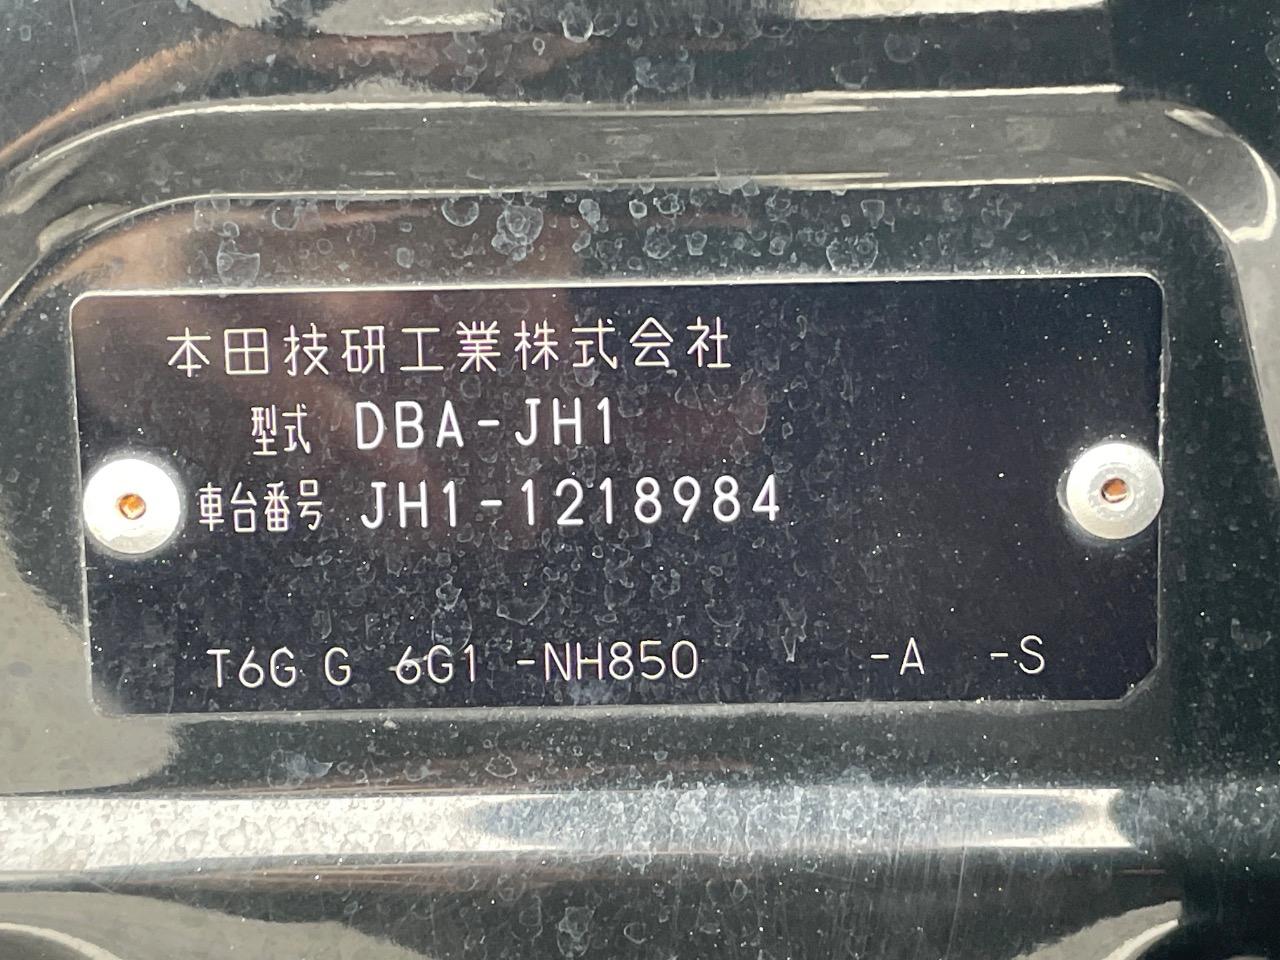 本田技研工業株式会社
型式 DBA-JH1
車台番号 JH1-1218984
T6G G 6G1 -NH850 -A -S